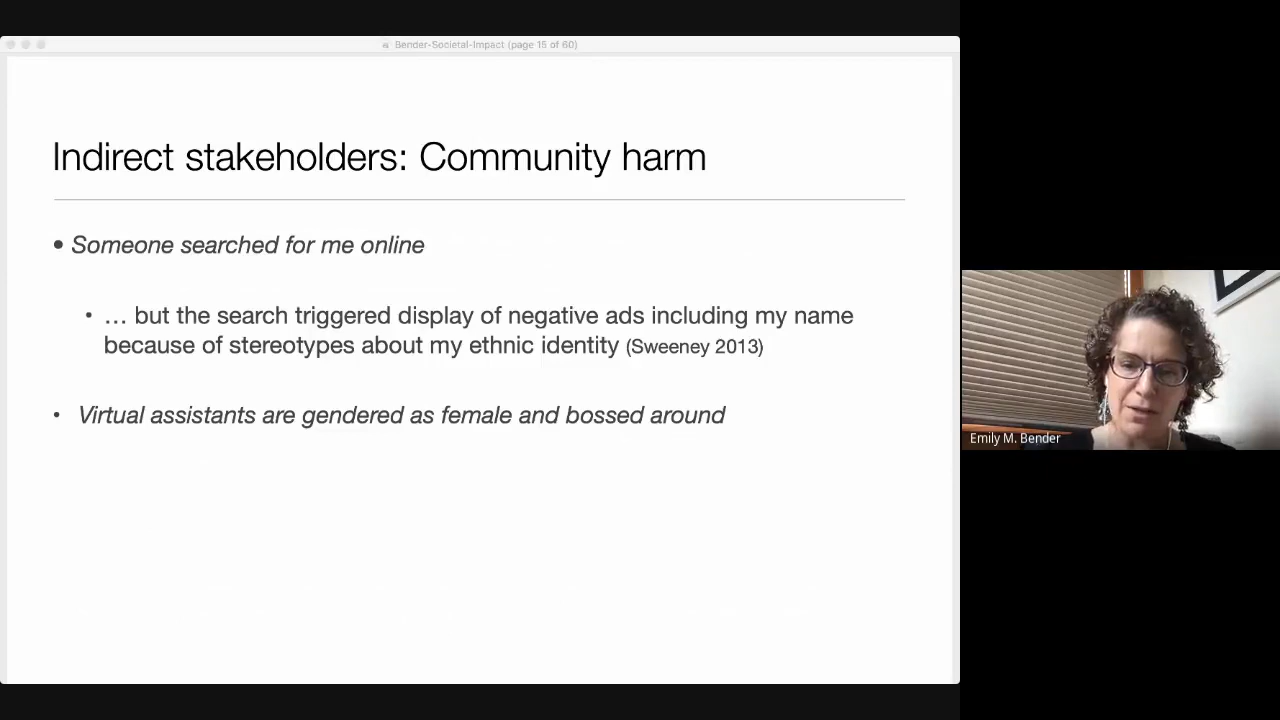 Bender-Societal-Impact (page 15 of 60)
Indirect stakeholders: Community harm
• Someone searched for me online
• … but the search triggered display of negative ads including my name
because of stereotypes about my ethnic identity (Sweeney 2013)
• Virtual assistants are gendered as female and bossed around
Emily M. Bender